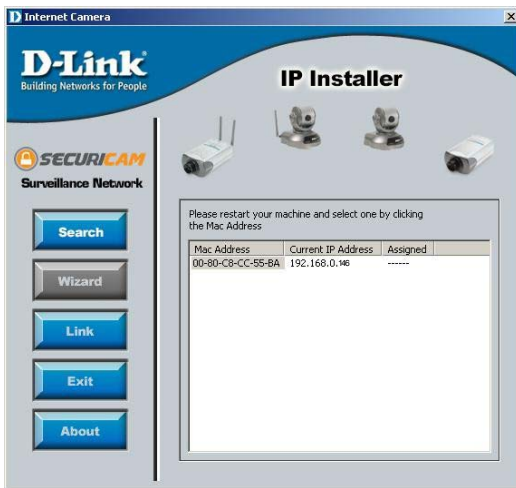 Internet Camera
D-Link
Building Networks for People
IP Installer
SECURICAM
Surveillance Network
Please restart your machine and select one by clicking
the Mac Address
Mac Address Current IP Address Assigned
00-80-C8-CC-55-BA 192.168.0.146 ------
Search
Wizard
Link
Exit
About